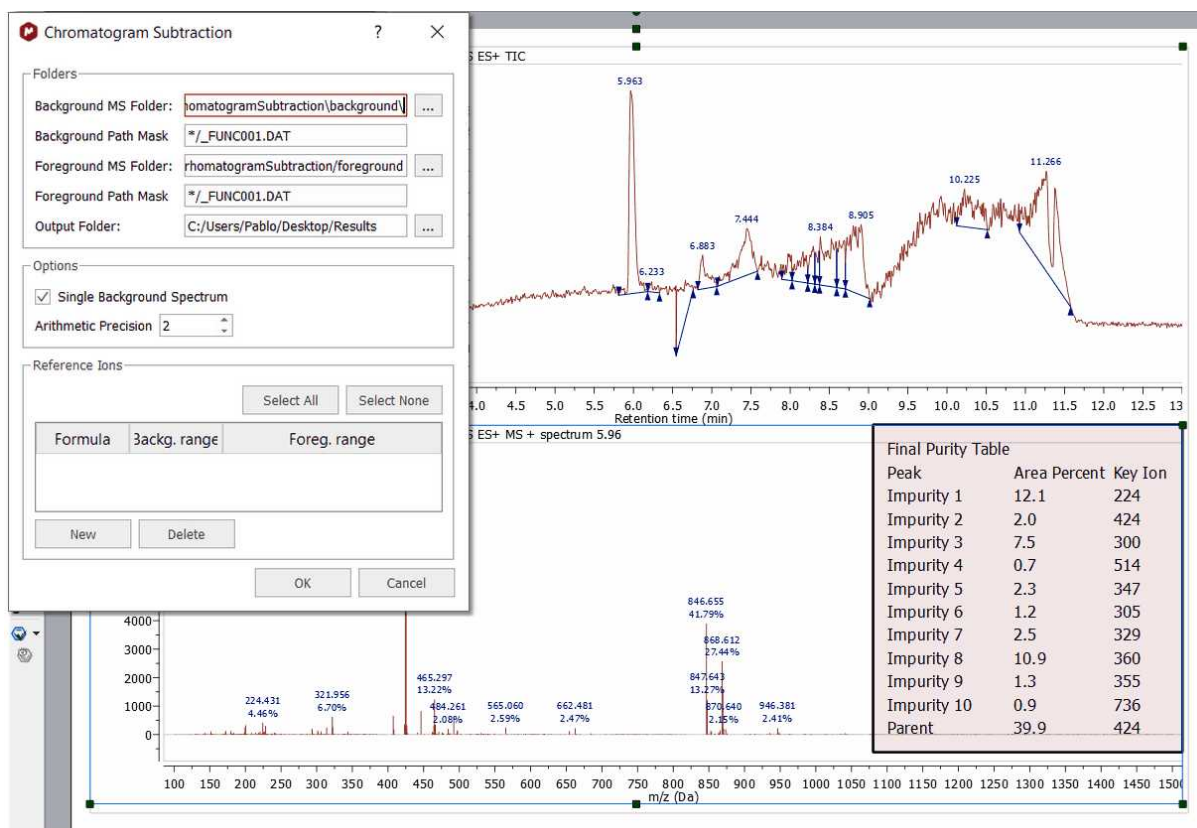 Chromatogram Subtraction
?
Folders
Background MS Folder: homatogramSubtraction\background\ ...
Background Path Mask */_FUNC001.DAT
Foreground MS Folder: rhomatogramSubtraction/foreground ...
Foreground Path Mask */_FUNC001.DAT
Output Folder: C:/Users/Pablo/Desktop/Results ...
Options
Single Background Spectrum
Arithmetic Precision 2
Reference Ions
Select All Select None
Formula Backg. range Foreg. range
New Delete
OK Cancel
S ES+ TIC
5.963
11.266
10.225
7.444
8.384
8.905
6.883
6.233
4.0 4.5 5.0 5.5 6.0 6.5 7.0 7.5 8.0 8.5 9.0 9.5 10.0 10.5 11.0 11.5 12.0 12.5 13
Retention time (min)
S ES+ MS + spectrum 5.96
Final Purity Table
Peak Area Percent Key Ion
Impurity 1 12.1 224
Impurity 2 2.0 424
Impurity 3 7.5 300
Impurity 4 0.7 514
Impurity 5 2.3 347
Impurity 6 1.2 305
Impurity 7 2.5 329
Impurity 8 10.9 360
Impurity 9 1.3 355
Impurity 10 0.9 736
Parent 39.9 424
4000
3000
2000
1000
0
224.431
4.46%
321.956
6.70%
465.297
13.22%
484.261
2.08%
565.060
2.59%
662.481
2.47%
846.655
41.79%
868.612
27.44%
847.643
13.27%
870.640
2.15%
946.381
2.41%
100 150 200 250 300 350 400 450 500 550 600 650 700 750 800 850 900 950 1000 1050 1100 1150 1200 1250 1300 1350 1400 1450 1500
m/z (Da)